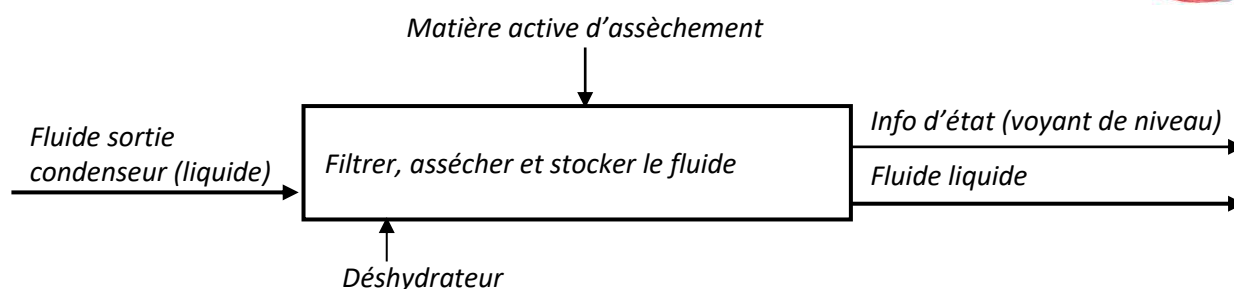 Matière active d’assèchement
Fluide sortie
condenseur (liquide)
Filtrer, assécher et stocker le fluide
Info d’état (voyant de niveau)
Fluide liquide
Déshydrateur